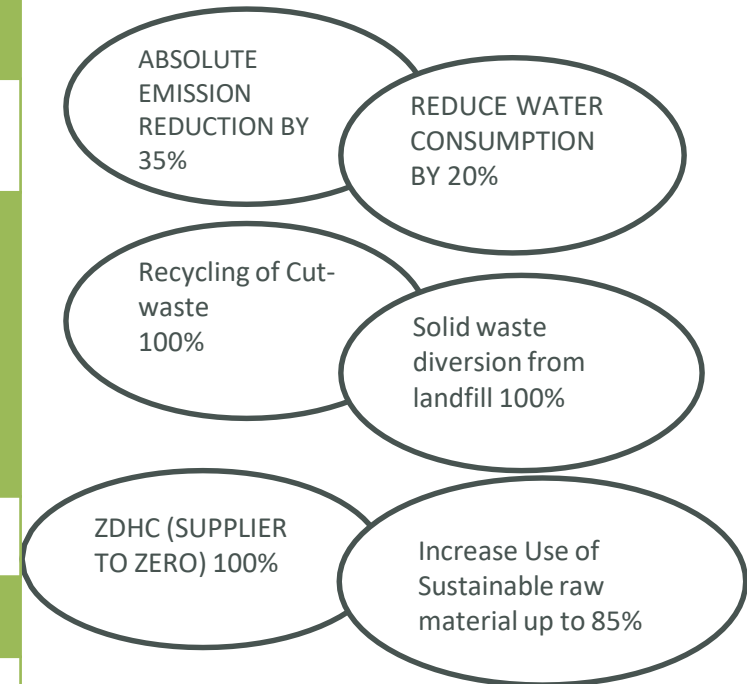 ABSOLUTE
EMISSION
REDUCTION BY
35%
REDUCE WATER
CONSUMPTION
BY 20%
Recycling of Cut-
waste
100%
Solid waste
diversion from
landfill 100%
ZDHC (SUPPLIER
TO ZERO) 100%
Increase Use of
Sustainable raw
material up to 85%